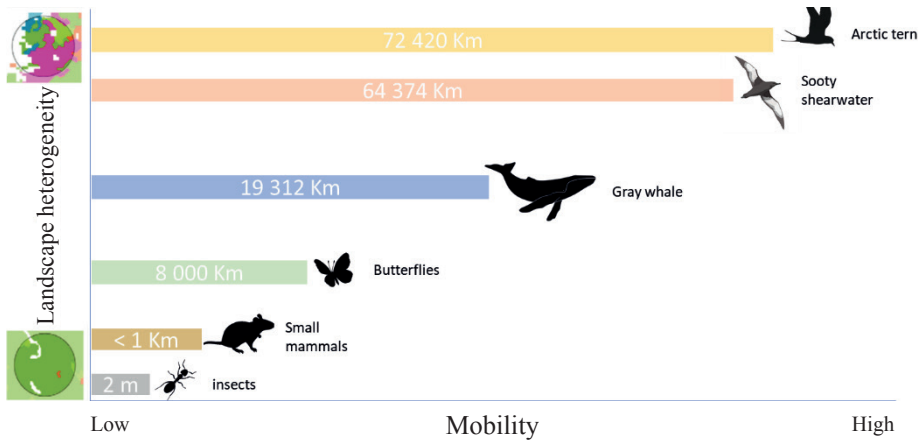 72 420 Km
Arctic tern
64 374 Km
Sooty
shearwater
Landscape heterogeneity
19 312 Km
Gray whale
8 000 Km
Butterflies
< 1 Km
Small
mammals
2 m
insects
Low
Mobility
High